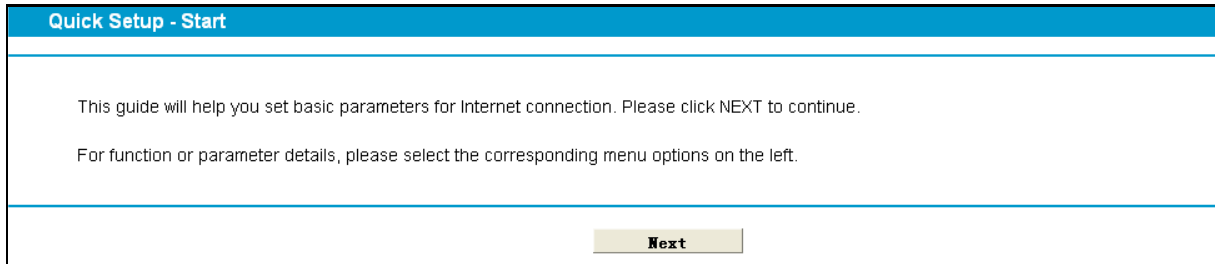 Quick Setup - Start
This guide will help you set basic parameters for Internet connection. Please click NEXT to continue.
For function or parameter details, please select the corresponding menu options on the left.
Next